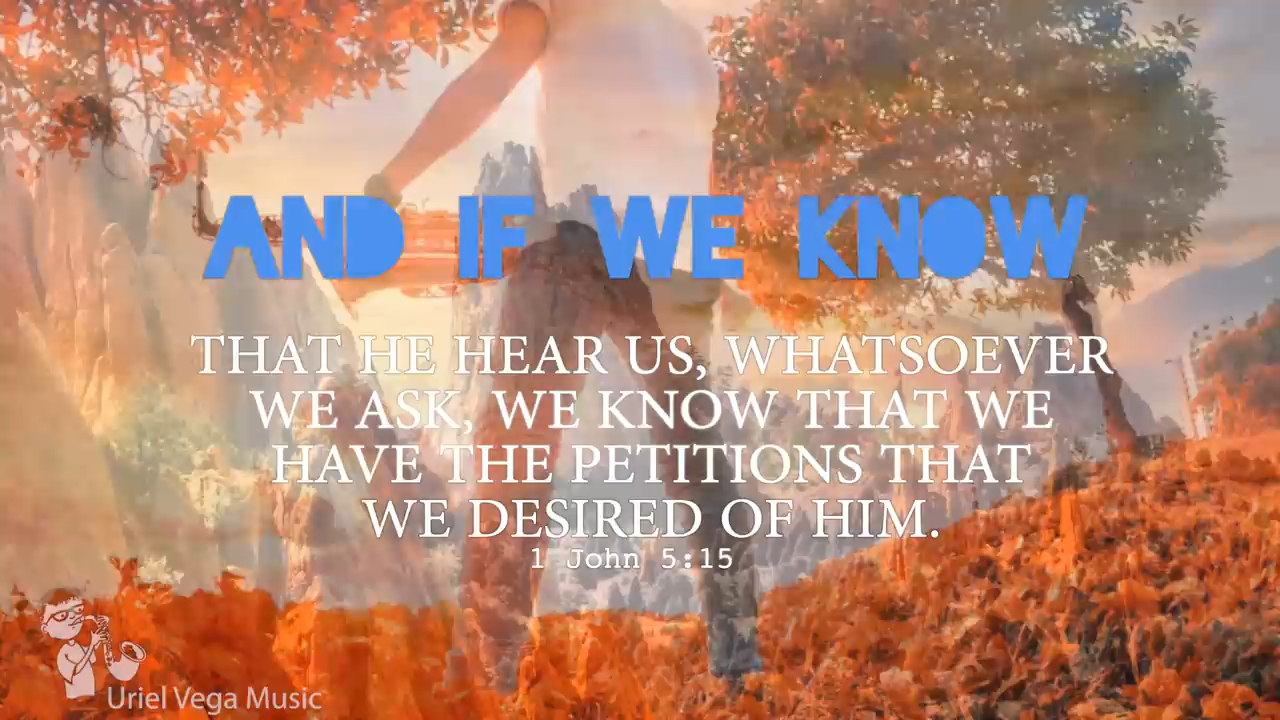 AND IF WE KNOW
THAT HE HEAR US, WHATSOEVER
WE ASK, WE KNOW THAT WE
HAVE THE PETITIONS THAT
WE DESIRED OF HIM.
1 John 5:15
Uriel Vega Music